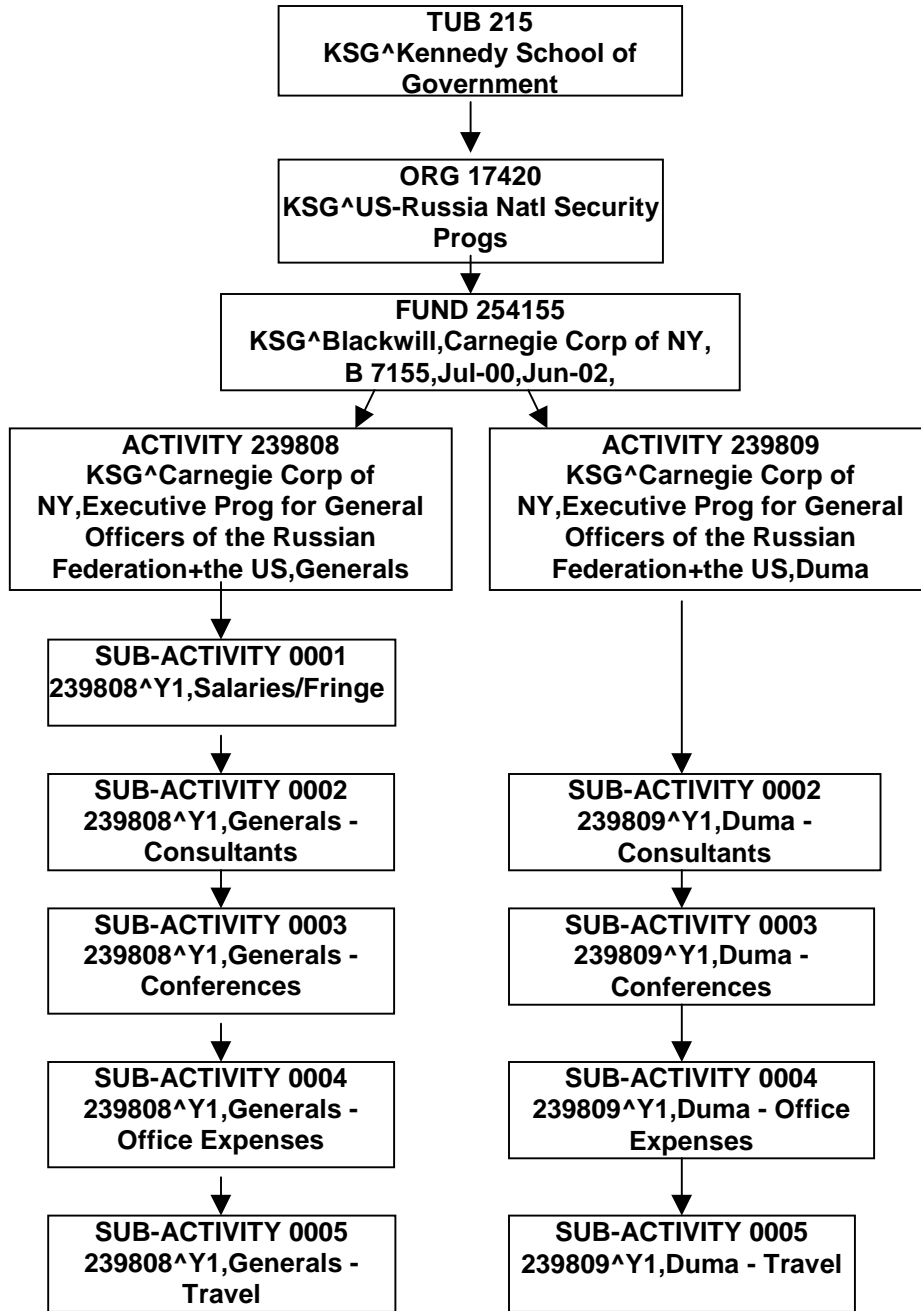 TUB 215
KSG^Kennedy School of
Government
ORG 17420
KSG^US-Russia Natl Security
Progs
FUND 254155
KSG^Blackwill,Carnegie Corp of NY,
B 7155,Jul-00,Jun-02,
ACTIVITY 239808
KSG^Carnegie Corp of
NY,Executive Prog for General
Officers of the Russian
Federation+the US,Generals
ACTIVITY 239809
KSG^Carnegie Corp of
NY,Executive Prog for General
Officers of the Russian
Federation+the US,Duma
SUB-ACTIVITY 0001
239808^Y1,Salaries/Fringe
SUB-ACTIVITY 0002
239808^Y1,Generals -
Consultants
SUB-ACTIVITY 0002
239809^Y1,Duma -
Consultants
SUB-ACTIVITY 0003
239808^Y1,Generals -
Conferences
SUB-ACTIVITY 0003
239809^Y1,Duma -
Conferences
SUB-ACTIVITY 0004
239808^Y1,Generals -
Office Expenses
SUB-ACTIVITY 0004
239809^Y1,Duma - Office
Expenses
SUB-ACTIVITY 0005
239808^Y1,Generals -
Travel
SUB-ACTIVITY 0005
239809^Y1,Duma - Travel